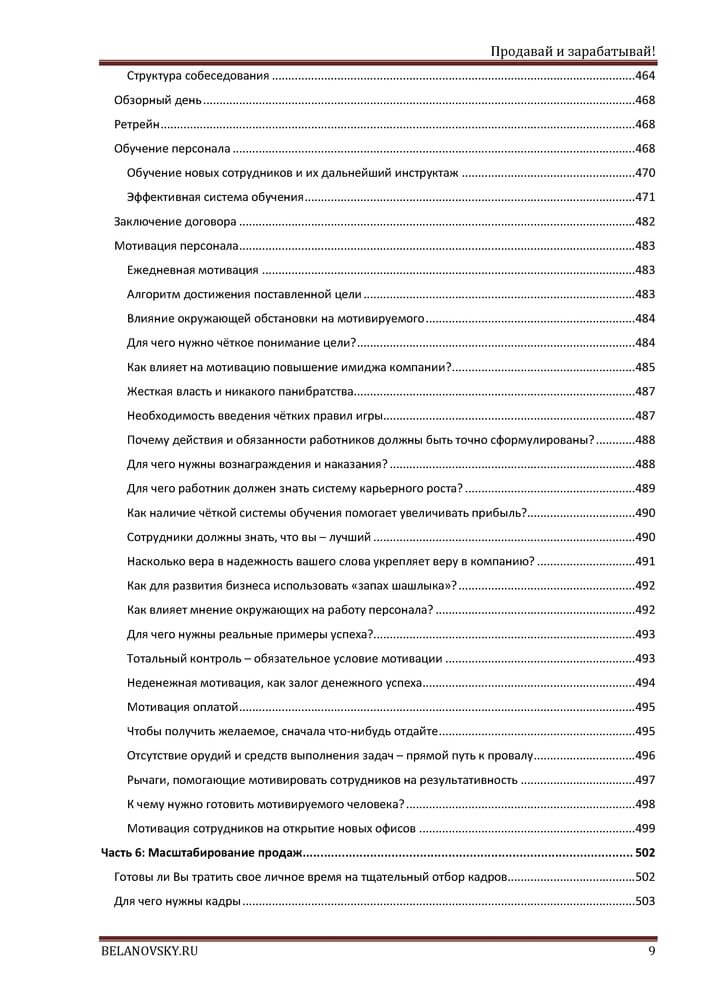 Продавай и зарабатывай!
Структура собеседования ....................464
Обзорный день....................468
Ретрейн....................468
Обучение персонала ....................468
Обучение новых сотрудников и их дальнейший инструктаж ....................470
Эффективная система обучения....................471
Заключение договора ....................482
Мотивация персонала....................483
Ежедневная мотивация ....................483
Алгоритм достижения поставленной цели ....................483
Влияние окружающей обстановки на мотивируемого....................484
Для чего нужно чёткое понимание цели?....................484
Как влияет на мотивацию повышение имиджа компании?....................485
Жесткая власть и никакого панибратства....................487
Необходимость введения чётких правил игры....................487
Почему действия и обязанности работников должны быть точно сформулированы? ............488
Для чего нужны вознаграждения и наказания? ....................488
Для чего работник должен знать систему карьерного роста? ....................489
Как наличие чёткой системы обучения помогает увеличивать прибыль?....................490
Сотрудники должны знать, что вы – лучший ....................490
Насколько вера в надежность вашего слова укрепляет веру в компанию? ....................491
Как для развития бизнеса использовать «запах шашлыка»? ....................492
Как влияет мнение окружающих на работу персонала? ....................492
Для чего нужны реальные примеры успеха?....................493
Тотальный контроль – обязательное условие мотивации ....................493
Неденежная мотивация, как залог денежного успеха....................494
Мотивация оплатой....................495
Чтобы получить желаемое, сначала что-нибудь отдайте....................495
Отсутствие орудий и средств выполнения задач – прямой путь к провалу....................496
Рычаги, помогающие мотивировать сотрудников на результативность ....................497
К чему нужно готовить мотивируемого человека? ....................498
Мотивация сотрудников на открытие новых офисов ....................499
Часть 6: Масштабирование продаж.................... 502
Готовы ли Вы тратить свое личное время на тщательный отбор кадров....................502
Для чего нужны кадры ....................503
BELANOVSKY.RU 9